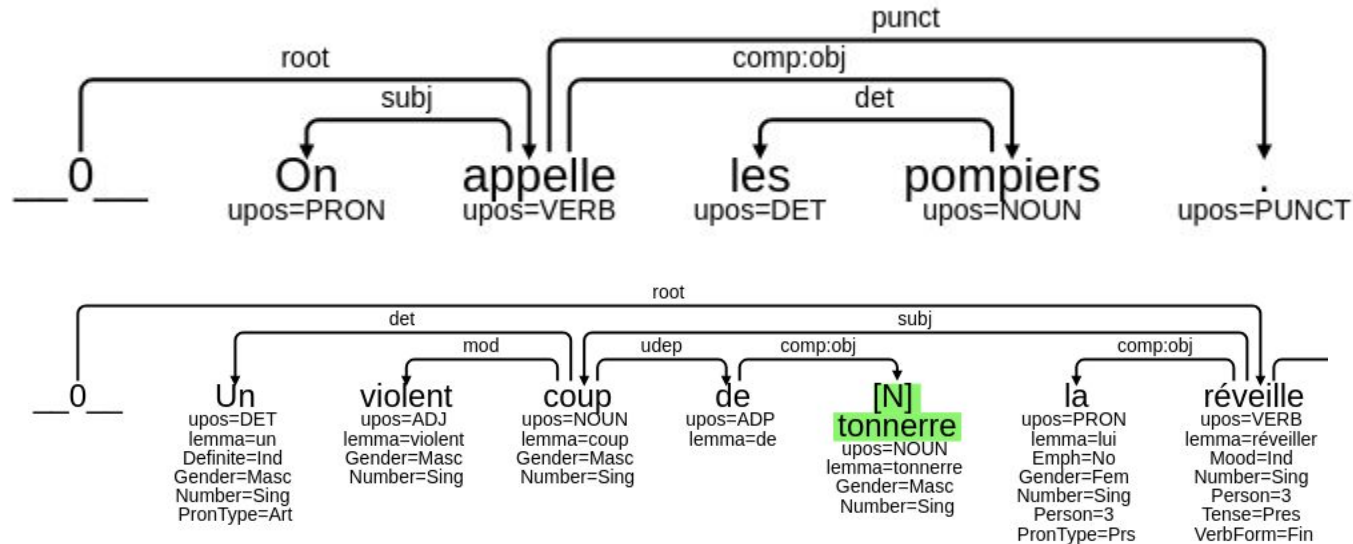 punct
root comp:obj
subj det
__0__ On appelle les pompiers .
upos=PRON upos=VERB upos=DET upos=NOUN upos=PUNCT
root
det subj
mod udep comp:obj comp:obj
__0__ Un violent coup de [N] la réveille
tonnerre
upos=DET upos=ADJ upos=NOUN upos=ADP upos=NOUN upos=PRON upos=VERB
lemma=un lemma=violent lemma=coup lemma=de lemma=tonnerre lemma=lui lemma=réveiller
Definite=Ind Gender=Masc Gender=Masc Gender=Masc Emph=No Mood=Ind
Gender=Masc Number=Sing Number=Sing Number=Sing Gender=Fem Number=Sing
Number=Sing Number=Sing Person=3
PronType=Art Person=3 Tense=Pres
PronType=Prs VerbForm=Fin